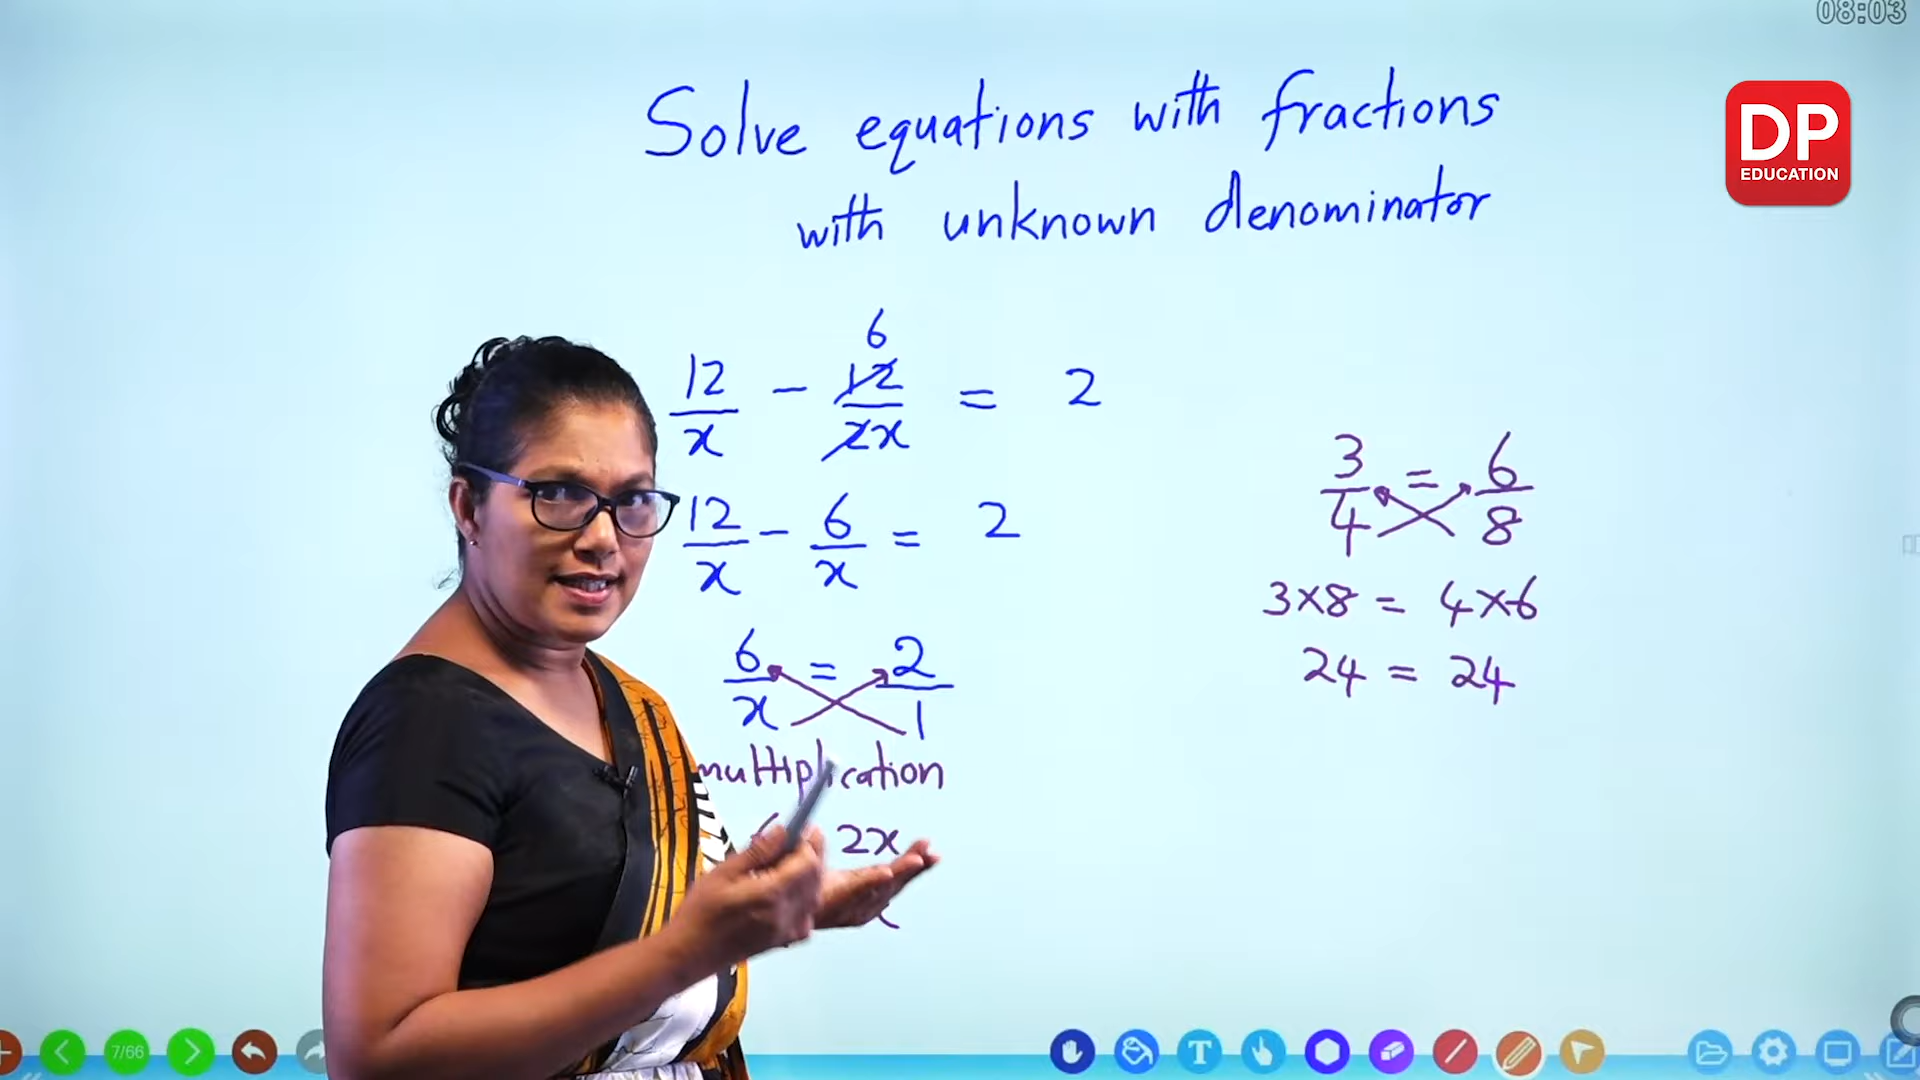 08:03
DP
EDUCATION
Solve equations with fractions
with unknown denominator
12/x - 12/2x = 2
6
12/x - 6/x = 2
6/x = 2/1
multiplication
2x
x
3/4 = 6/8
3×8 = 4×6
24 = 24
7/66
T